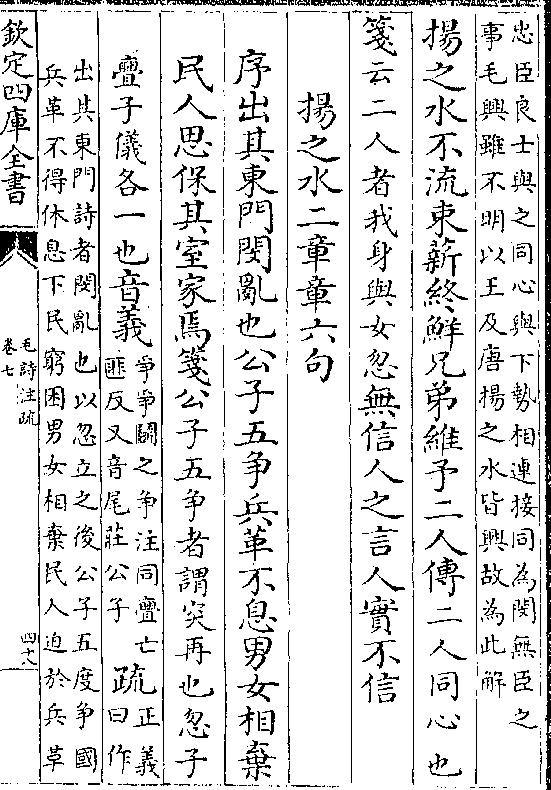 忠臣良士與之同心與下勢相連接同為閔無臣之
事毛興雖不明以王及唐揚之水皆興故為此解
揚之水不流束薪終鮮兄弟維予二人傳二人同心也
箋云二人者我身與女忽無信人之言人實不信
揚之水二章章六句
序出其東門閔亂也公子五争兵革不息男女相棄
民人思保其室家焉箋公子五争者謂突再也忽子
亹子儀各一也音義
爭爭鬭之争注同亹亡
匪反又音尾莊公子
疏
正義
曰作
出其東門詩者閔亂也以忽立之後公子五度争國
兵革不得休息下民窮困男女相棄民人迫於兵革
欽定四庫全書
毛詩注疏
卷七
四十八